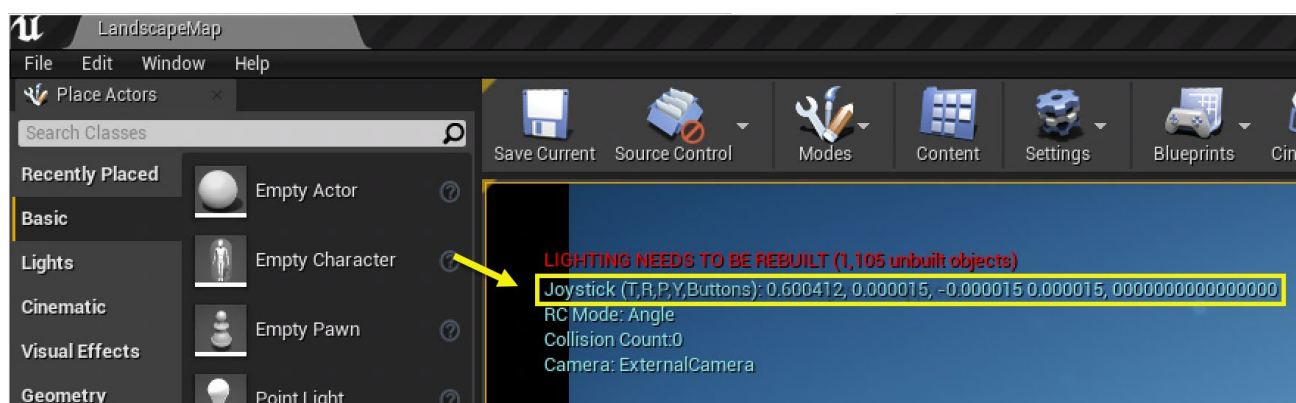 LandscapeMap
File Edit Window Help
Place Actors
Search Classes
Recently Placed
Basic
Lights
Cinematic
Visual Effects
Geometry
Empty Actor
Empty Character
Empty Pawn
Point Light
Save Current Source Control Modes Content Settings Blueprints Cin
LIGHTING NEEDS TO BE REBUILT (1,105 unbuilt objects)
Joystick (T,R,P,Y,Buttons): 0.600412, 0.000015, -0.000015 0.000015, 0000000000000000
RC Mode: Angle
Collision Count:0
Camera: ExternalCamera